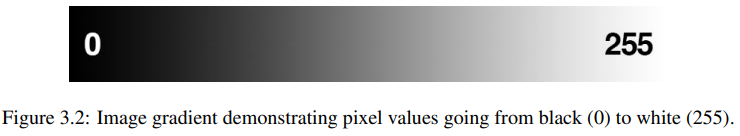 0 255
Figure 3.2: Image gradient demonstrating pixel values going from black (0) to white (255).